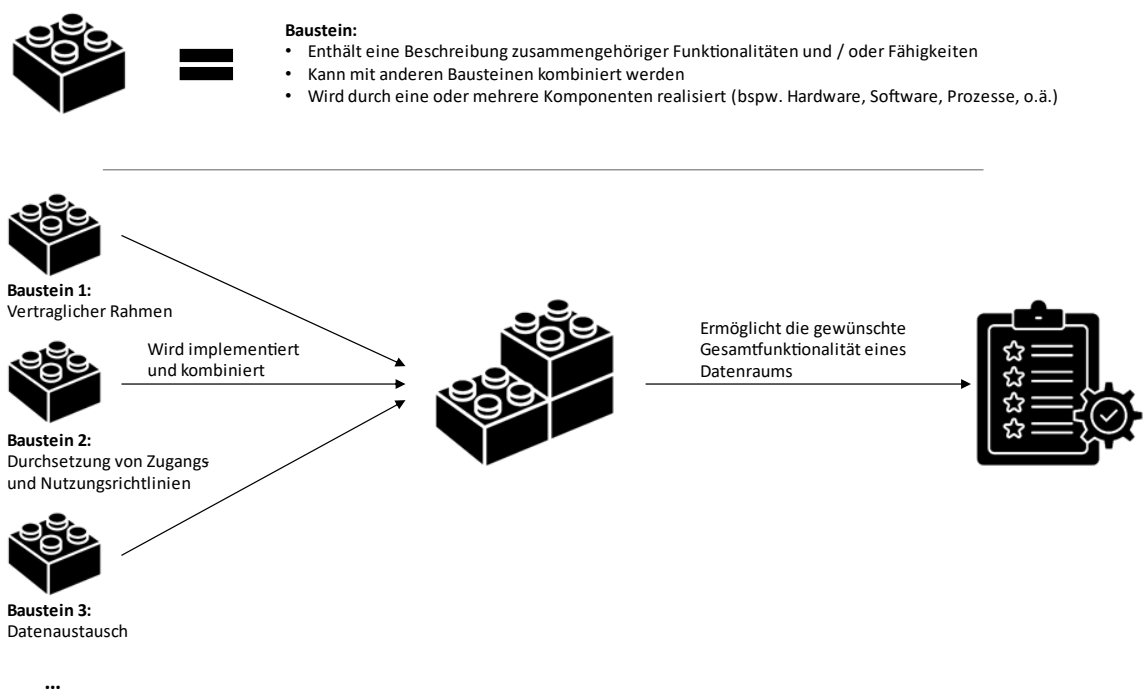 Baustein:
• Enthält eine Beschreibung zusammengehöriger Funktionalitäten und / oder Fähigkeiten
• Kann mit anderen Bausteinen kombiniert werden
• Wird durch eine oder mehrere Komponenten realisiert (bspw. Hardware, Software, Prozesse, o.ä.)
Baustein 1:
Vertraglicher Rahmen
Wird implementiert
und kombiniert
Baustein 2:
Durchsetzung von Zugangs-
und Nutzungsrichtlinien
Baustein 3:
Datenaustausch
...
Ermöglicht die gewünschte
Gesamtfunktionalität eines
Datenraums